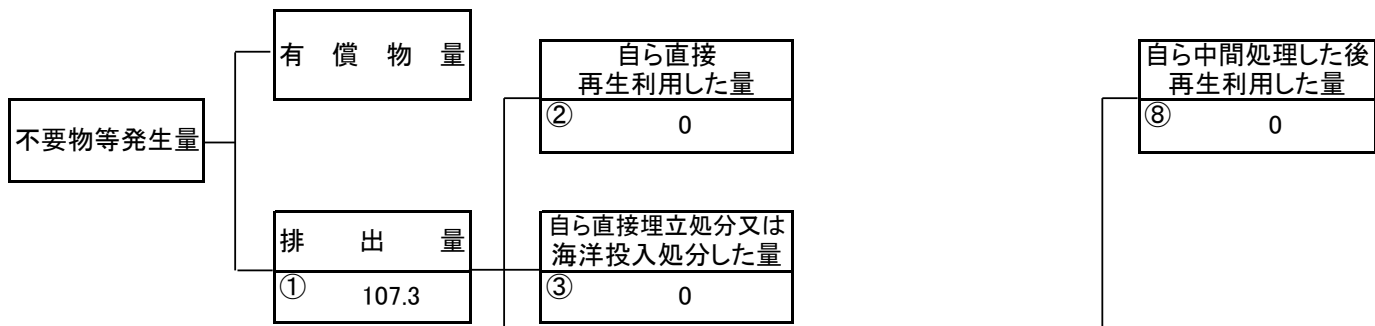 有償物量
自ら直接
再生利用した量
②
0
自ら中間処理した後
再生利用した量
⑧
0
不要物等発生量
排出量
①
107.3
自ら直接埋立処分又は
海洋投入処分した量
③
0